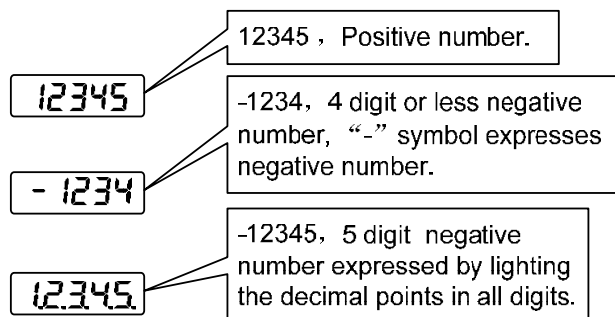 12345，Positive number.
12345
-1234，4 digit or less negative
number, “-” symbol expresses
negative number.
- 1234
-12345，5 digit negative
number expressed by lighting
the decimal points in all digits.
1.2.3.4.5.